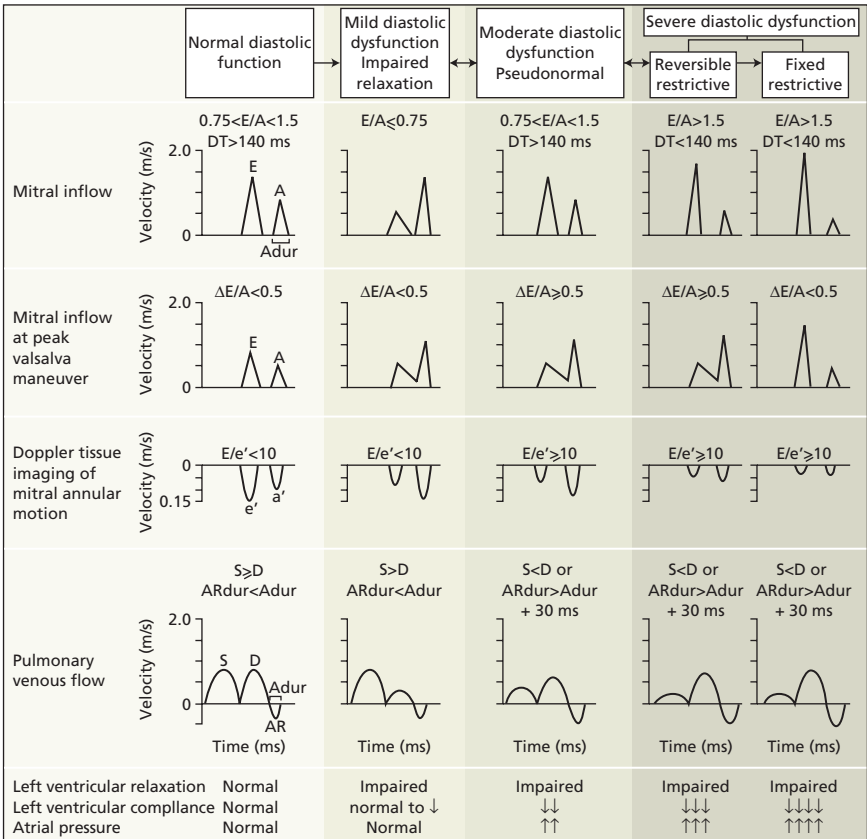 Normal diastolic
function
Mild diastolic
dysfunction
Impaired
relaxation
Moderate diastolic
dysfunction
Pseudonormal
Severe diastolic dysfunction
Reversible
restrictive
Fixed
restrictive
Mitral inflow
Velocity (m/s)
2.0
0
0.75<E/A<1.5
DT>140 ms
E
A
Adur
E/A⩽0.75
0.75<E/A<1.5
DT>140 ms
E/A>1.5
DT<140 ms
E/A>1.5
DT<140 ms
Mitral inflow
at peak
valsalva
maneuver
Velocity (m/s)
2.0
0
ΔE/A<0.5
E
A
ΔE/A<0.5
ΔE/A⩾0.5
ΔE/A⩾0.5
ΔE/A<0.5
Doppler tissue
imaging of
mitral annular
motion
Velocity (m/s)
0
0.15
E/e'<10
e'
a'
E/e'<10
E/e'⩾10
E/e'⩾10
E/e'⩾10
Pulmonary
venous flow
Velocity (m/s)
2.0
0
S⩾D
ARdur<Adur
S
D
Adur
AR
Time (ms)
S>D
ARdur<Adur
Time (ms)
S<D or
ARdur>Adur
+ 30 ms
Time (ms)
S<D or
ARdur>Adur
+ 30 ms
Time (ms)
S<D or
ARdur>Adur
+ 30 ms
Time (ms)
Left ventricular relaxation Normal Impaired Impaired Impaired Impaired
Left ventricular compllance Normal normal to ↓ ↓↓ ↓↓↓ ↓↓↓↓
Atrial pressure Normal Normal ↑↑ ↑↑↑ ↑↑↑↑